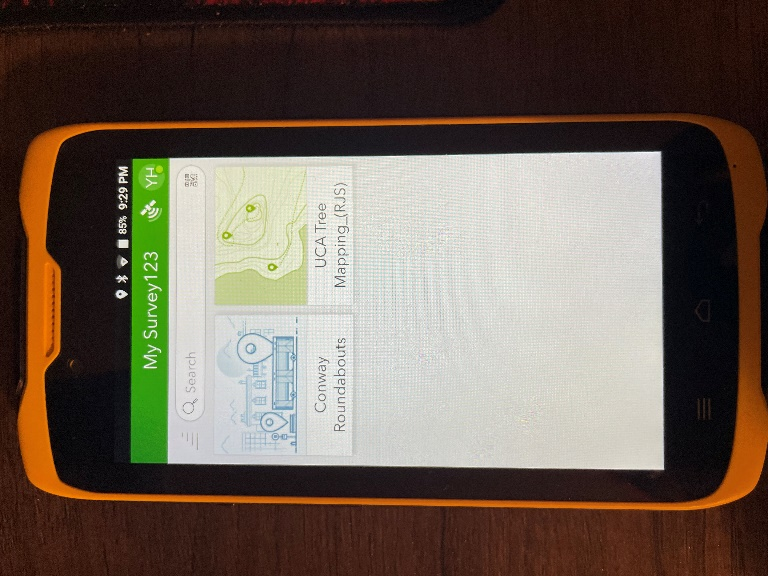 85% 9:29 PM
My Survey123
YH
Search
Conway
Roundabouts
UCA Tree
Mapping_(RJS)